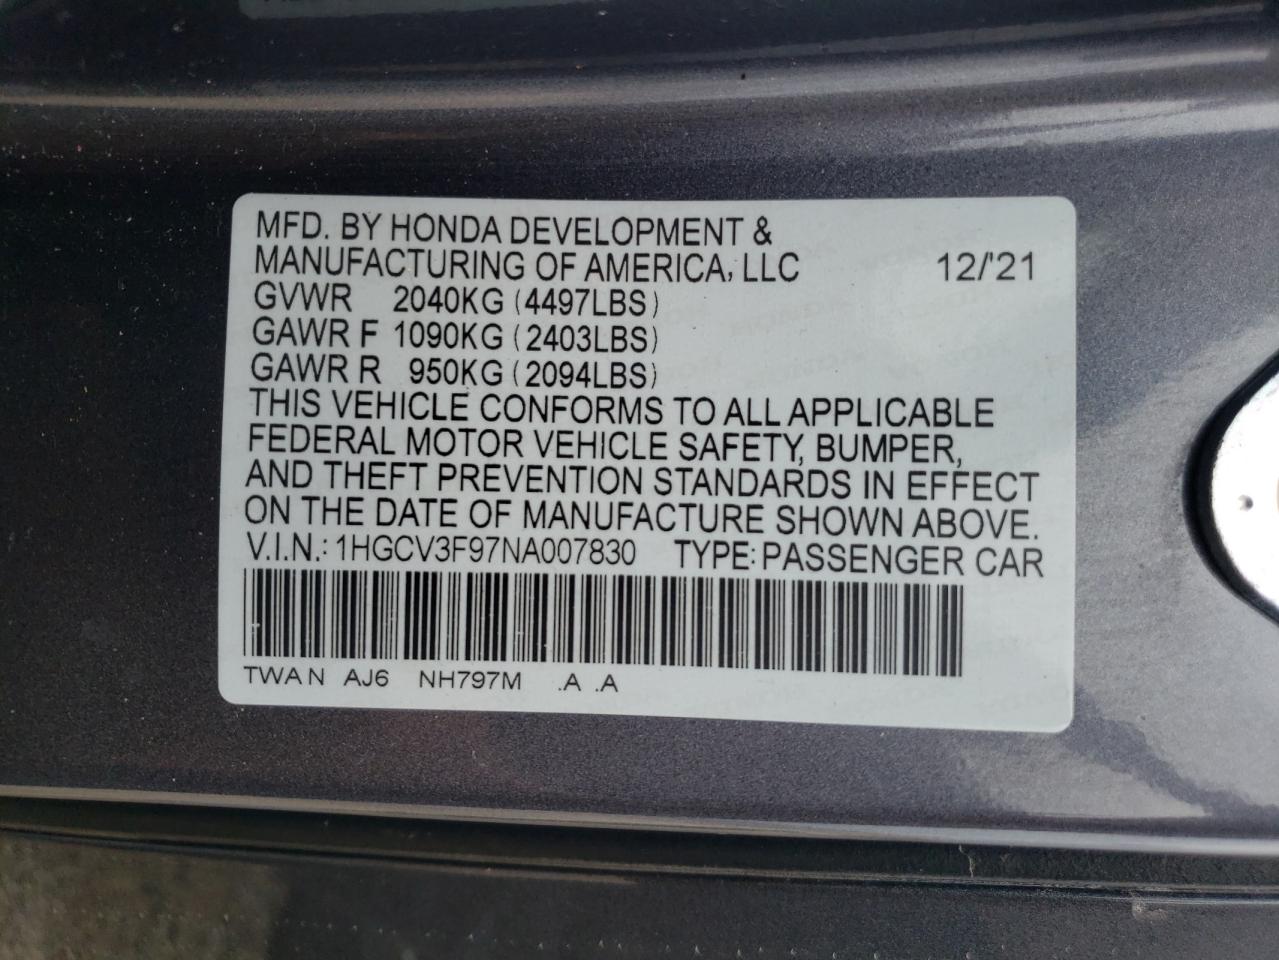 MFD. BY HONDA DEVELOPMENT &
MANUFACTURING OF AMERICA, LLC 12/'21
GVWR 2040KG (4497LBS)
GAWR F 1090KG (2403LBS)
GAWR R 950KG (2094LBS)
THIS VEHICLE CONFORMS TO ALL APPLICABLE
FEDERAL MOTOR VEHICLE SAFETY, BUMPER,
AND THEFT PREVENTION STANDARDS IN EFFECT
ON THE DATE OF MANUFACTURE SHOWN ABOVE.
V.I.N.: 1HGCV3F97NA007830 TYPE: PASSENGER CAR
TWAN AJ6 NH797M .A .A